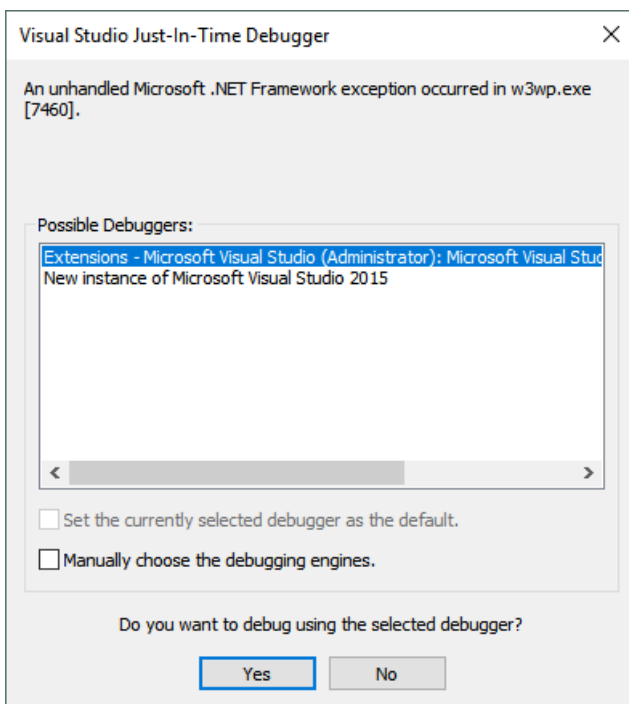 Visual Studio Just-In-Time Debugger
An unhandled Microsoft .NET Framework exception occurred in w3wp.exe
[7460].
Possible Debuggers:
Extensions - Microsoft Visual Studio (Administrator): Microsoft Visual Stud
New instance of Microsoft Visual Studio 2015
Set the currently selected debugger as the default.
Manually choose the debugging engines.
Do you want to debug using the selected debugger?
Yes No